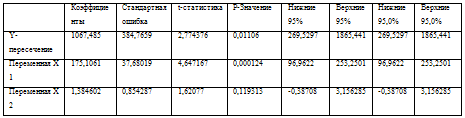 Коэффициенты Стандартная ошибка t-статистика P-Значение Нижние 95% Верхние 95% Нижние 95,0% Верхние 95,0%
Y-пересечение 1067,485 384,7659 2,774376 0,01106 269,5297 1865,441 269,5297 1865,441
Переменная X 1 175,1061 37,68019 4,647167 0,000124 96,9622 253,2501 96,9622 253,2501
Переменная X 2 1,384602 0,854287 1,62077 0,119313 -0,38708 3,156285 -0,38708 3,156285